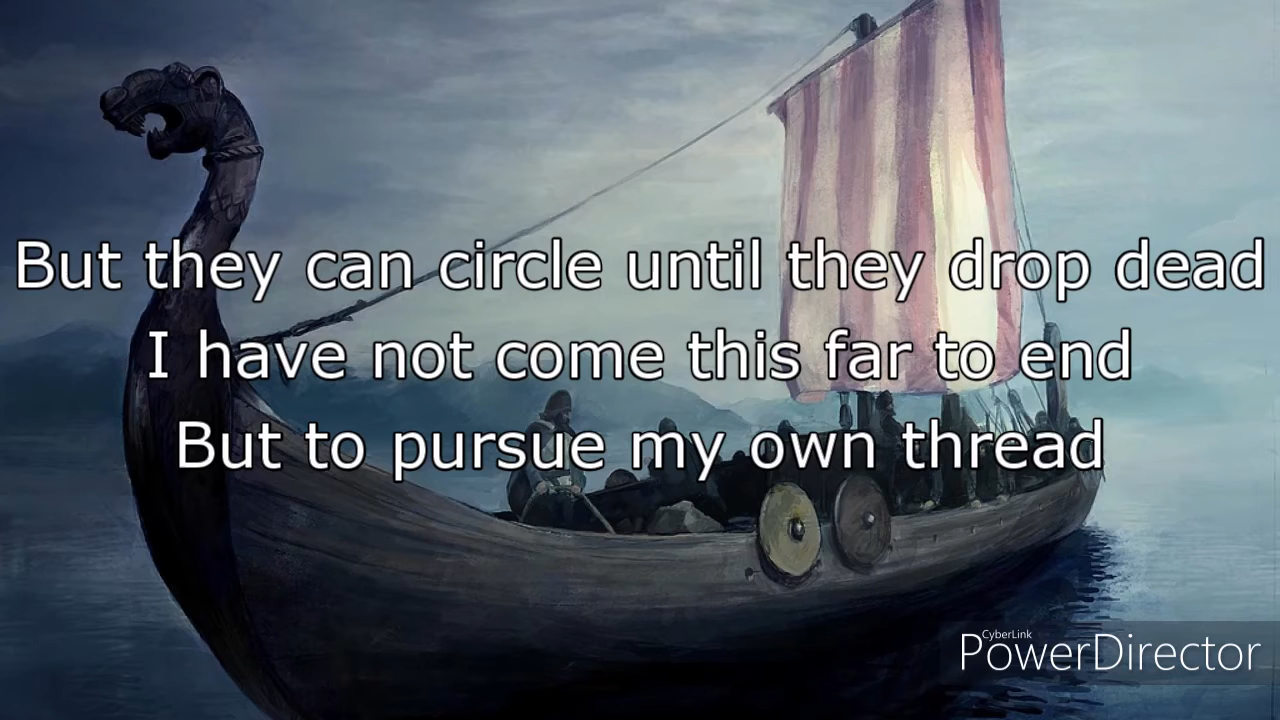 But they can circle until they drop dead
I have not come this far to end
But to pursue my own thread
CyberLink
PowerDirector